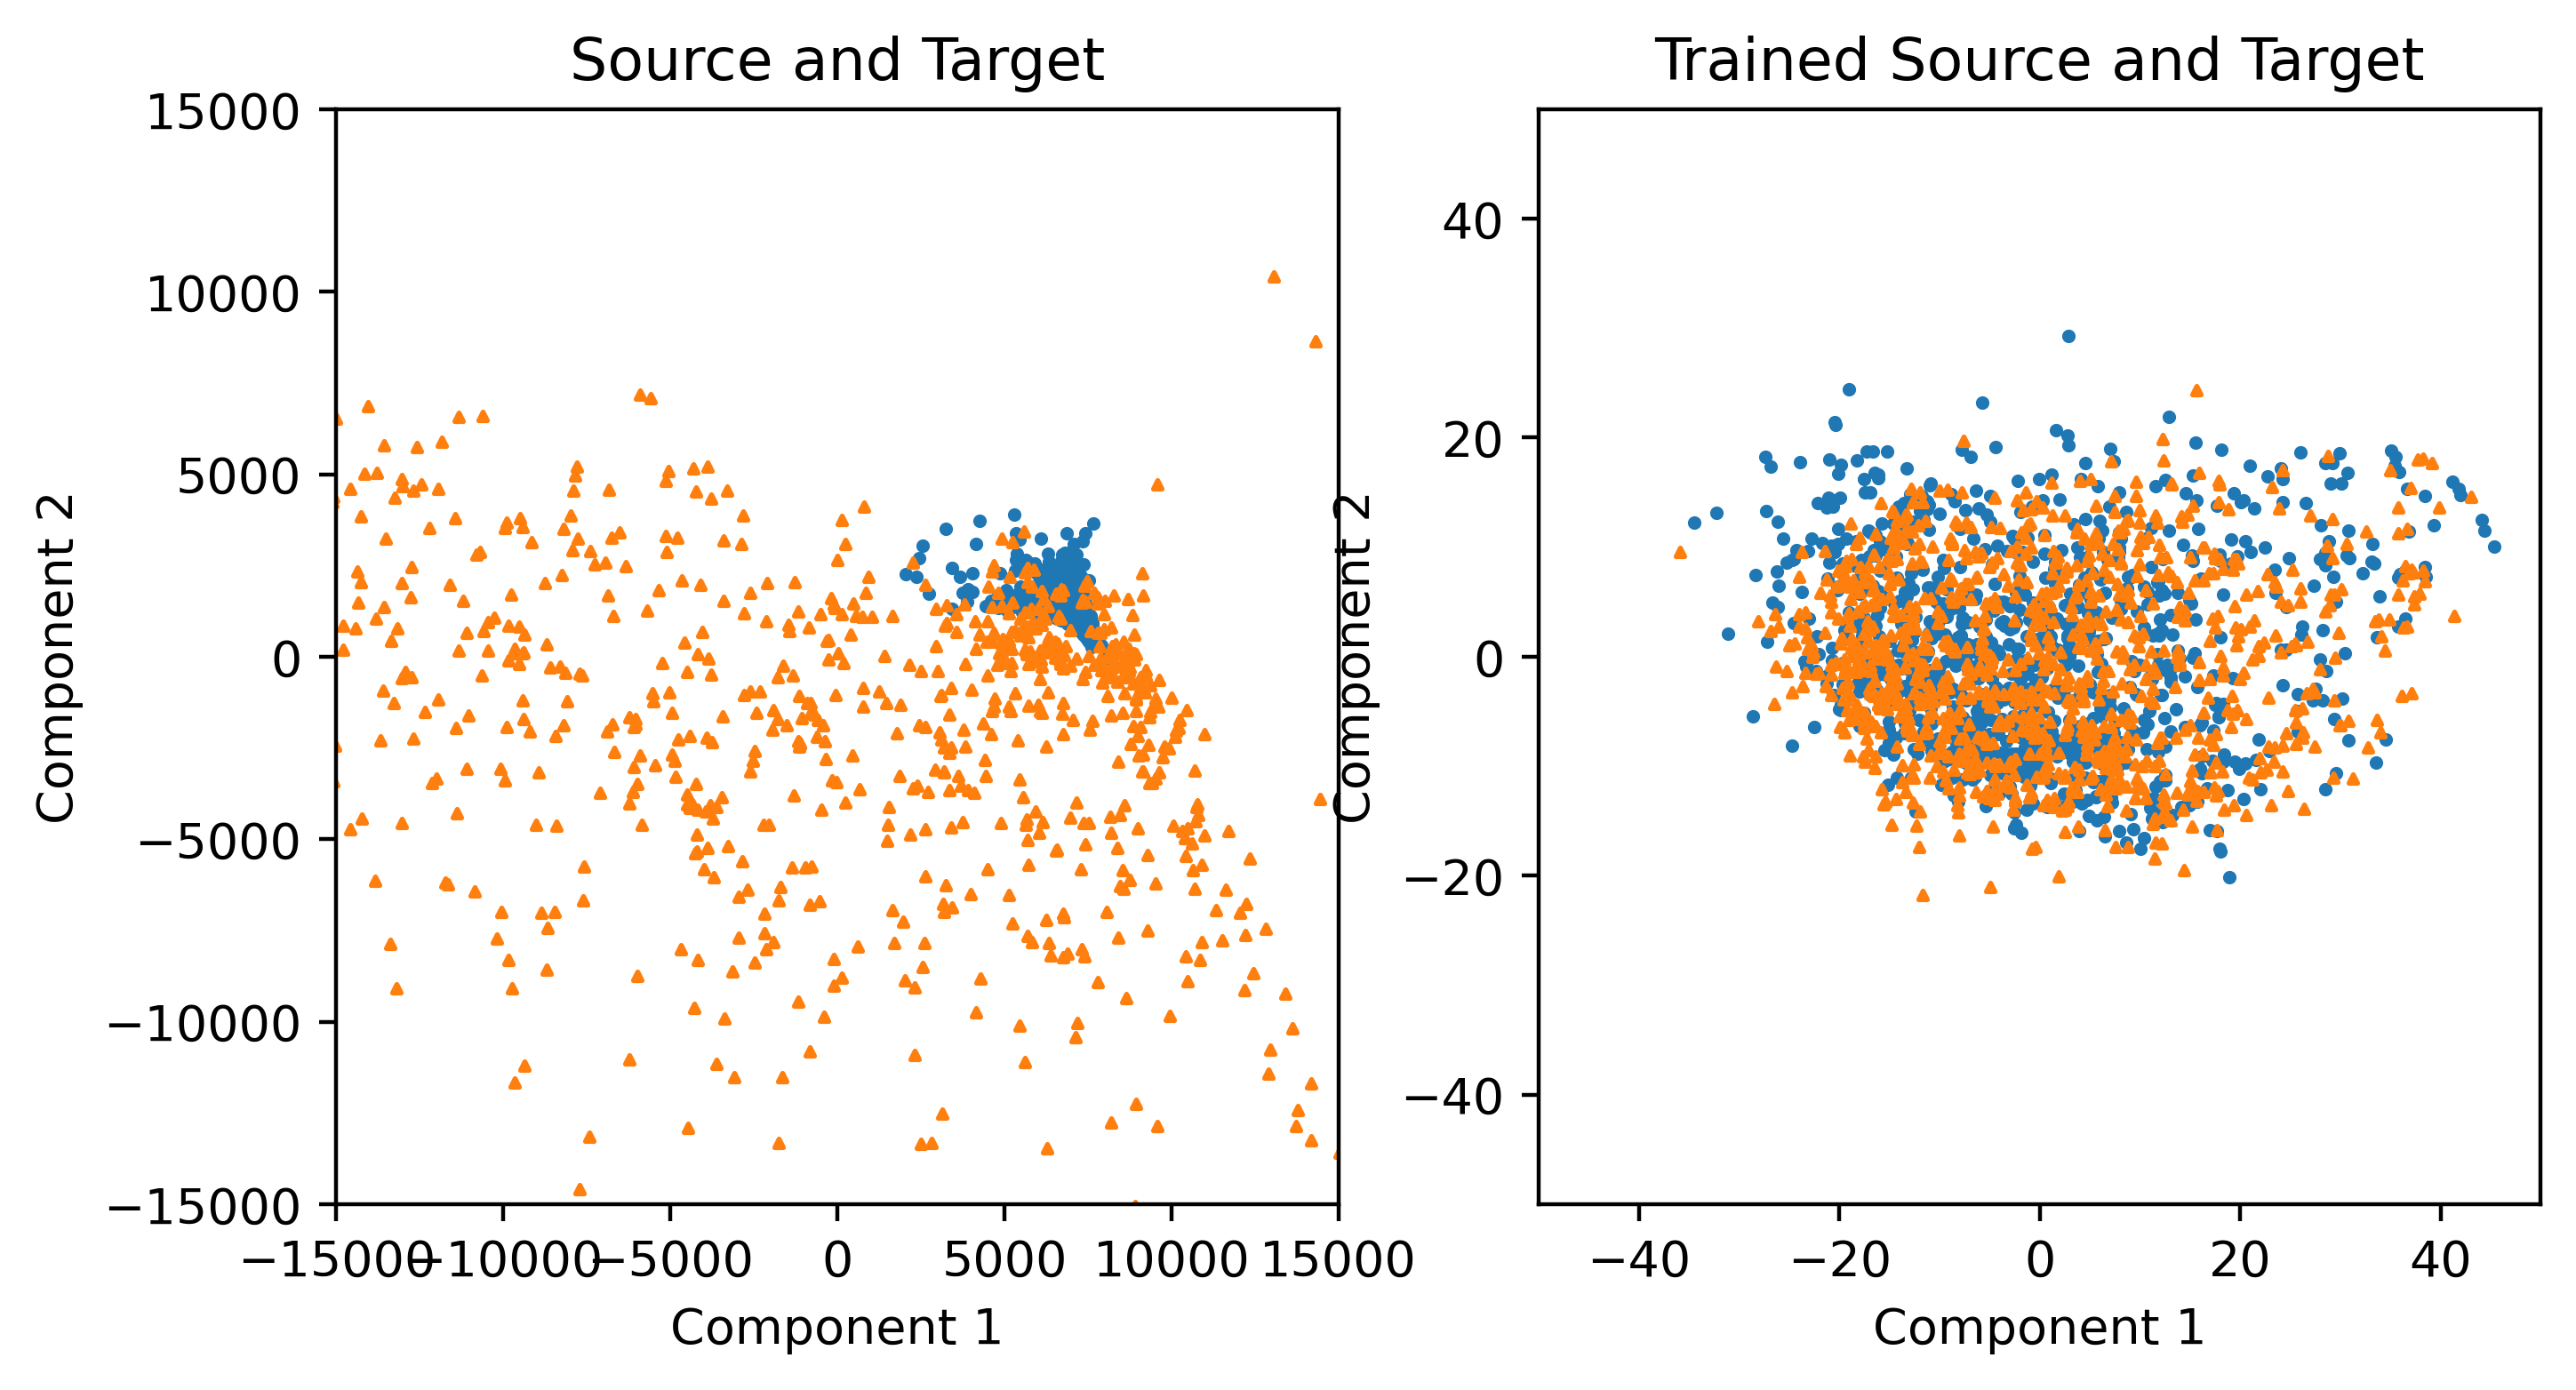 Source and Target
15000
10000
5000
0
−5000
−10000
−15000
Component 2
−15000 −10000 −5000 0 5000 10000 15000
Component 1
Trained Source and Target
40
20
0
−20
−40
Component 2
−40 −20 0 20 40
Component 1